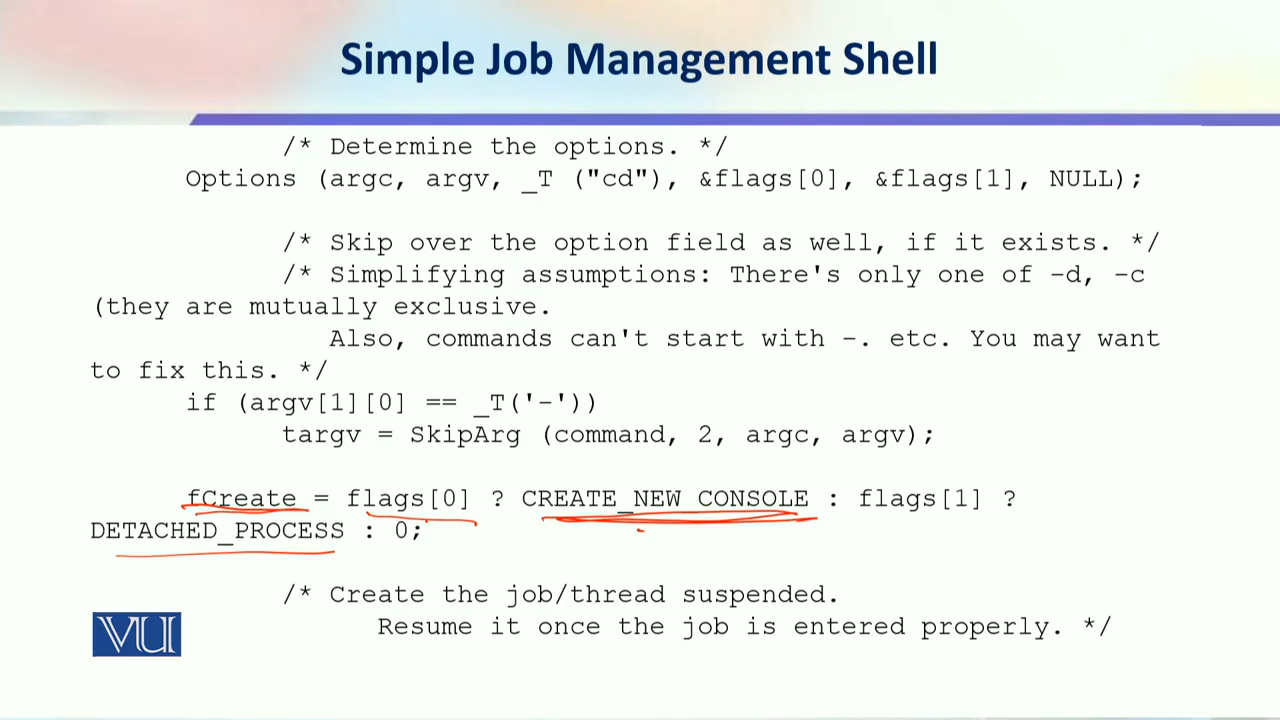 Simple Job Management Shell
/* Determine the options. */
Options (argc, argv, _T ("cd"), &flags[0], &flags[1], NULL);
/* Skip over the option field as well, if it exists. */
/* Simplifying assumptions: There's only one of -d, -c
(they are mutually exclusive.
Also, commands can't start with -. etc. You may want
to fix this. */
if (argv[1][0] == _T('-'))
targv = SkipArg (command, 2, argc, argv);
fCreate = flags[0] ? CREATE_NEW_CONSOLE : flags[1] ?
DETACHED_PROCESS : 0;
/* Create the job/thread suspended.
Resume it once the job is entered properly. */
VU